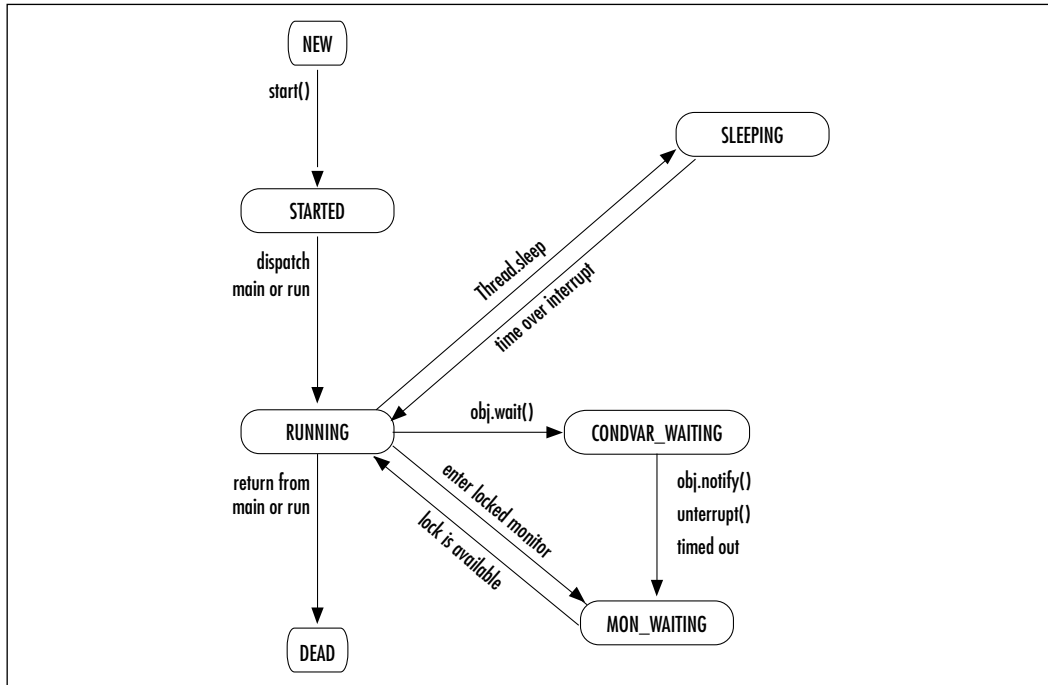 NEW
start()
SLEEPING
STARTED
dispatch
main or run
Thread.sleep
time over interrupt
obj.wait()
RUNNING
CONDVAR_WAITING
return from
main or run
enter locked monitor
lock is available
obj.notify()
unterrupt()
timed out
MON_WAITING
DEAD